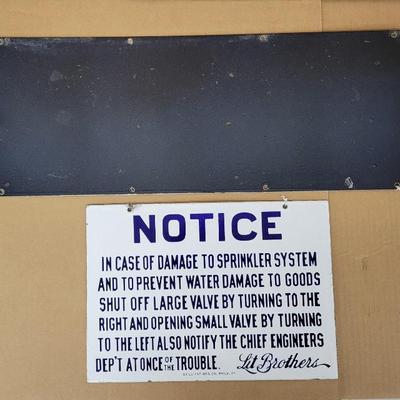 NOTICE
IN CASE OF DAMAGE TO SPRINKLER SYSTEM
AND TO PREVENT WATER DAMAGE TO GOODS
SHUT OFF LARGE VALVE BY TURNING TO THE
RIGHT AND OPENING SMALL VALVE BY TURNING
TO THE LEFT ALSO NOTIFY THE CHIEF ENGINEERS
DEP'T AT ONCE OF THE TROUBLE. Lit Brothers